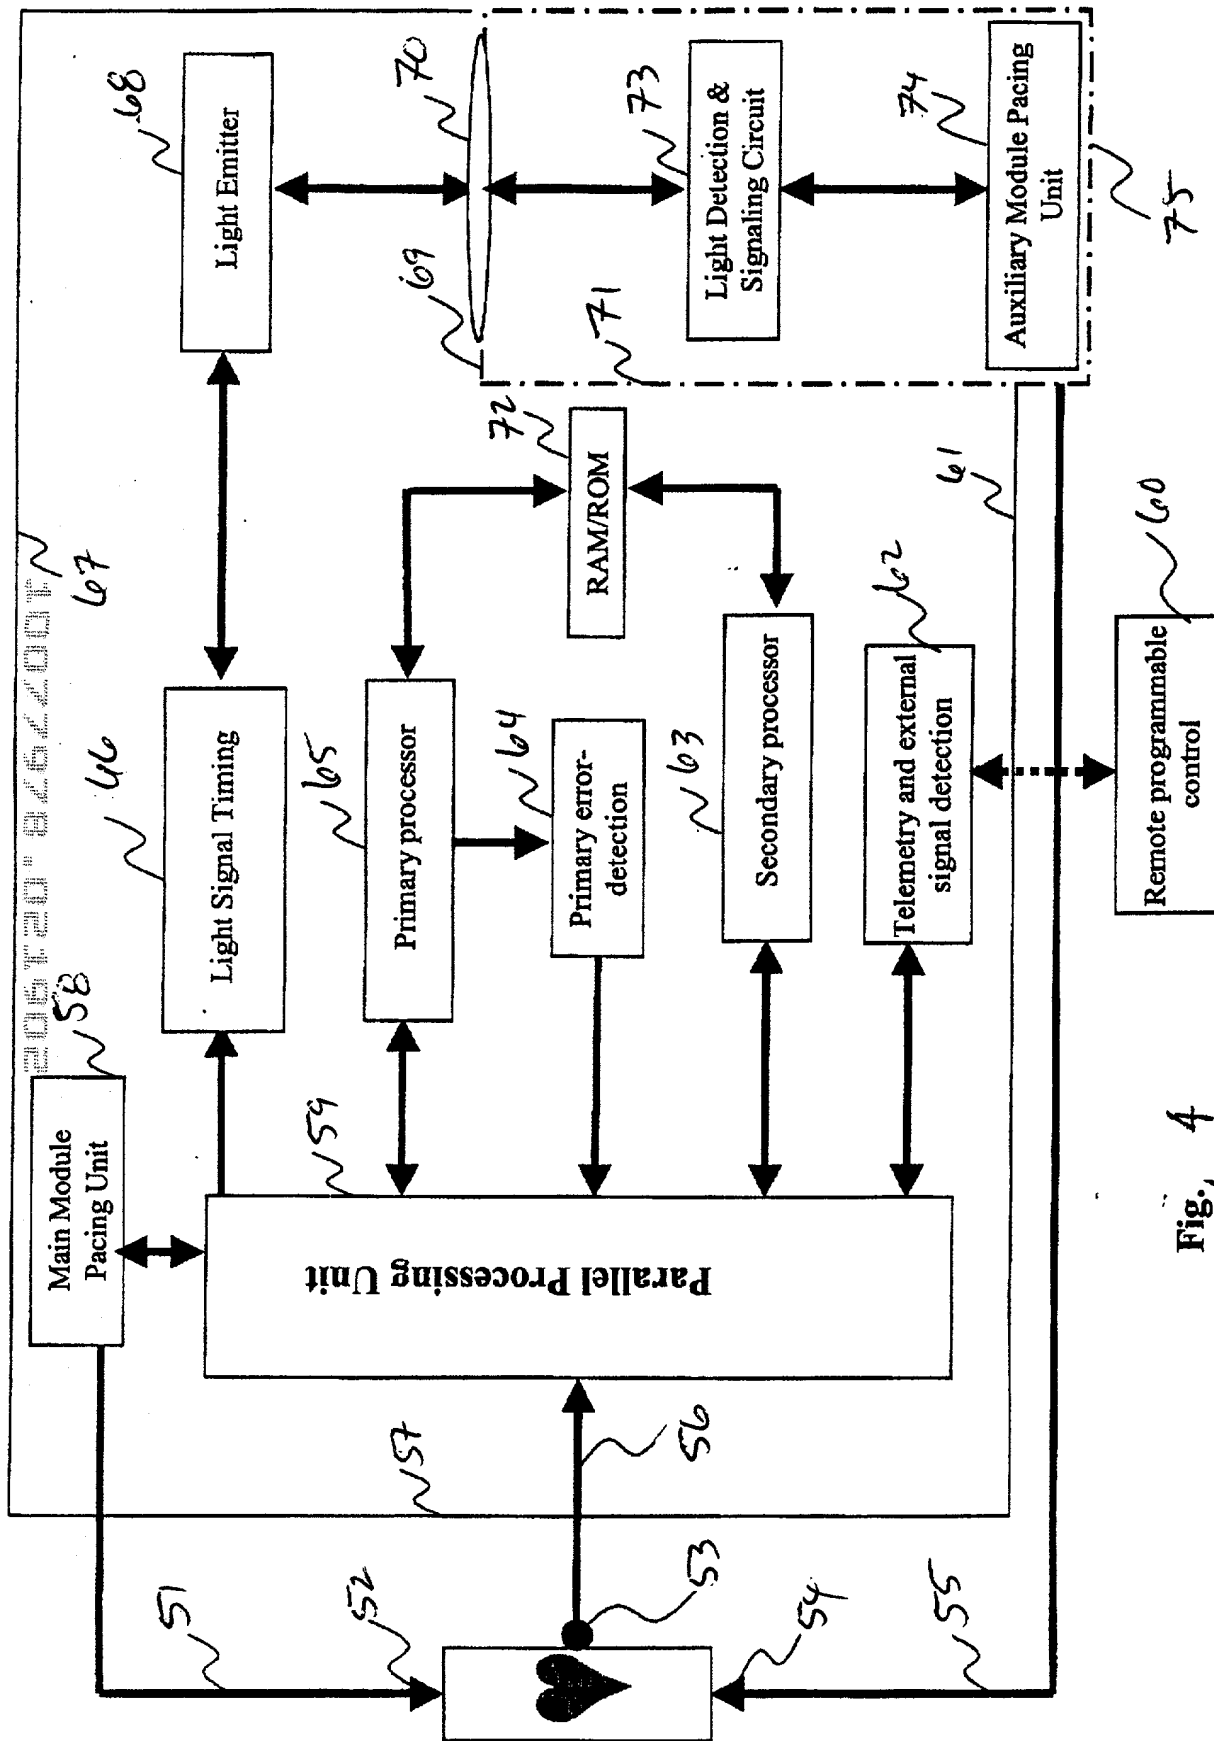 10077678.021902
67
58
Main Module
Pacing Unit
51
46
Light Signal Timing
68
Light Emitter
59
Parallel Processing
Unit
65
Primary processor
64
Primary error-
detection
72
RAM/ROM
69
70
71
73
Light Detection &
Signaling Circuit
74
Auxiliary Module Pacing
Unit
75
57
52
53
56
54
55
63
Secondary processor
62
Telemetry and external
signal detection
61
60
Remote programmable
control
Fig., 4